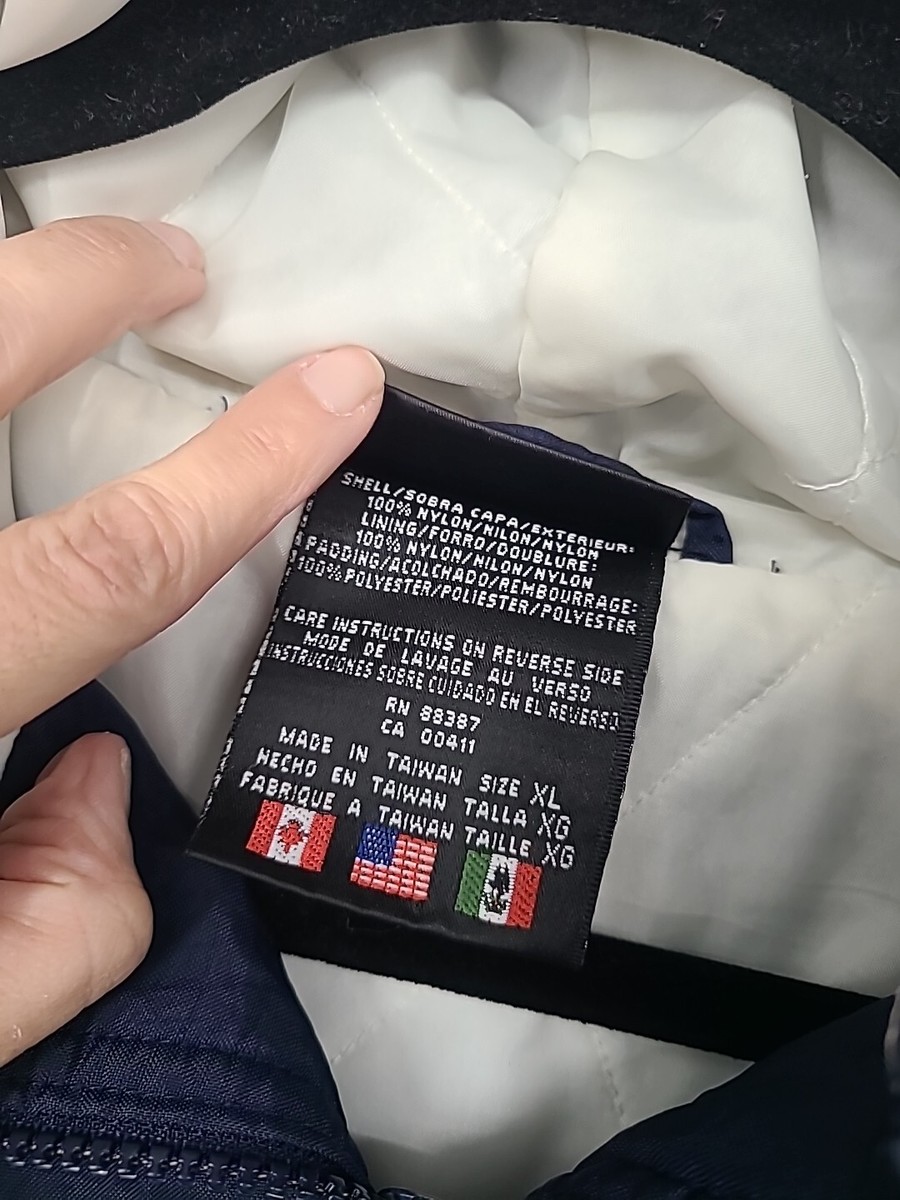 SHELL/SOBRA CAPA/EXTERIEUR:
100% NYLON/NILON/NYLON
LINING/FORRO/DOUBLURE:
100% NYLON/NILON/NYLON
PADDING/ACOLCHADO/REMBOURRAGE:
100% POLYESTER/POLIESTER/POLYESTER
CARE INSTRUCTIONS ON REVERSE SIDE
MODE DE LAVAGE AU VERSO
INSTRUCCIONES SOBRE CUIDADO EN EL REVERSO
RN 88387
CA 00411
MADE IN TAIWAN SIZE XL
HECHO EN TAIWAN TALLA XG
FABRIQUE A TAIWAN TAILLE XG